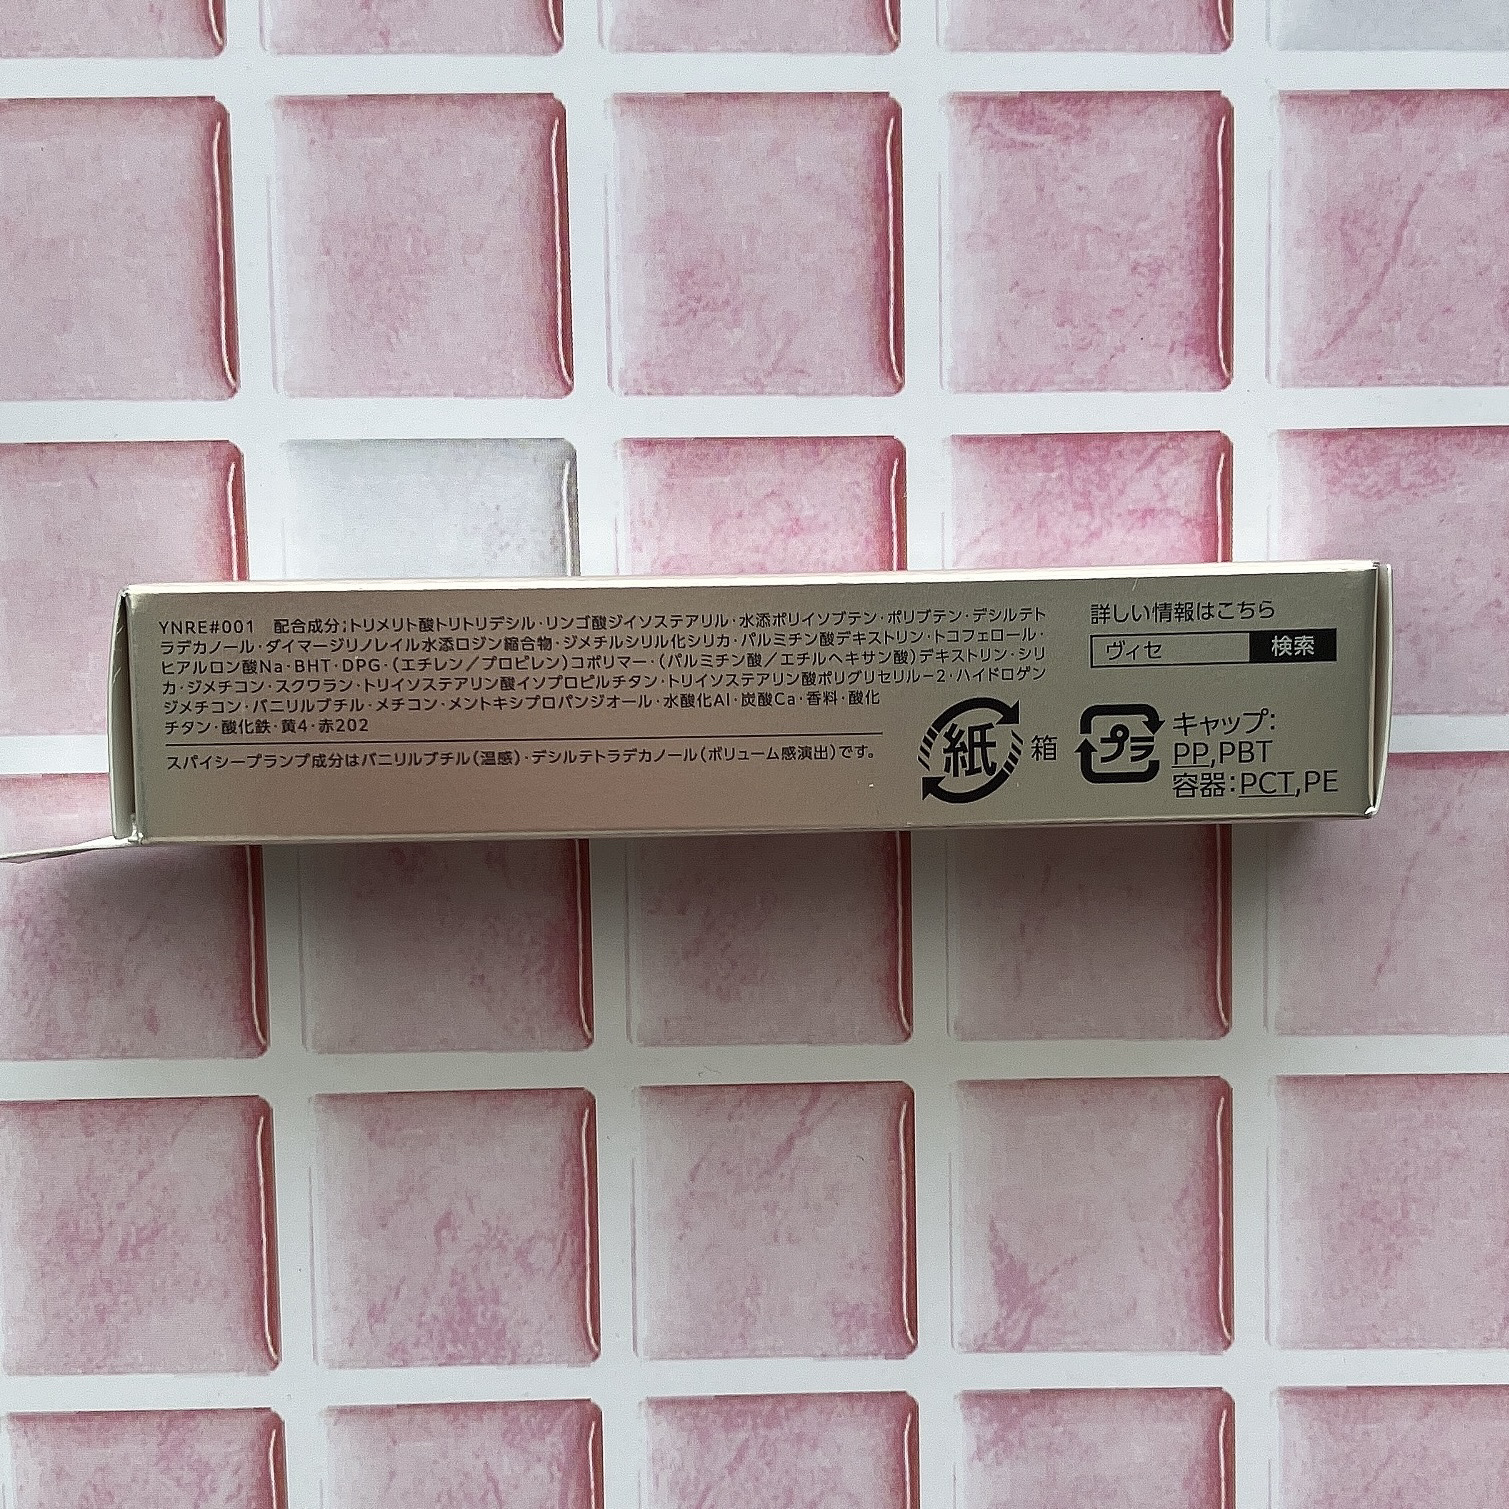 YNRE#001 配合成分;トリメリト酸トリトリデシル・リンゴ酸ジイソステアリル・水添ポリイソブテン・ポリブテン・デシルテト
ラデカノール・ダイマージリノレイル水添ロジン縮合物・ジメチルシリル化シリカ・パルミチン酸デキストリン・トコフェロール・
ヒアルロン酸Na・BHT・DPG・(エチレン/プロピレン)コポリマー・(パルミチン酸/エチルヘキサン酸)デキストリン・シリ
カ・ジメチコン・スクワラン・トリイソステアリン酸イソプロピルチタン・トリイソステアリン酸ポリグリセリル-2・ハイドロゲン
ジメチコン・バニリルブチル・メチコン・メントキシプロパンジオール・水酸化Al・炭酸Ca・香料・酸化
チタン・酸化鉄・黄4・赤202
スパイシープランプ成分はバニリルブチル(温感)・デシルテトラデカノール(ボリューム感演出)です。
詳しい情報はこちら
ヴィセ 検索
紙 箱
プラ
キャップ:
PP,PBT
容器:PCT,PE